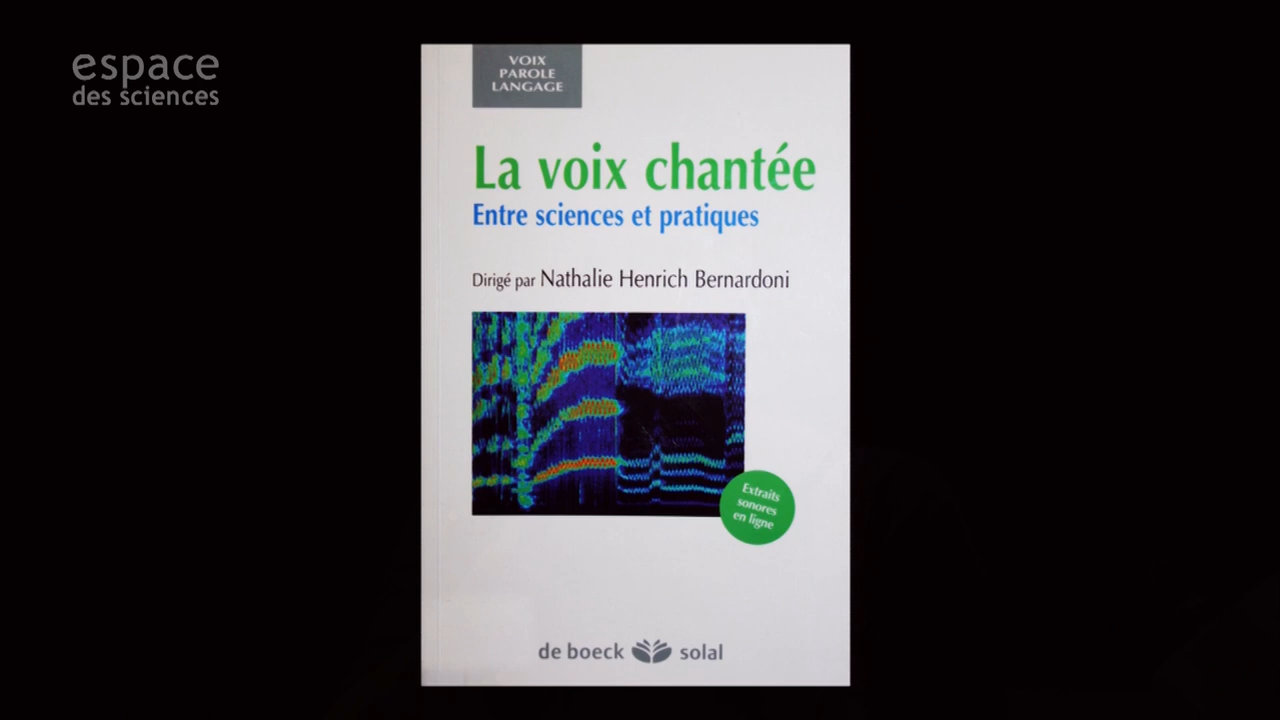 espace
des sciences
VOIX
PAROLE
LANGAGE
La voix chantée
Entre sciences et pratiques
Dirigé par Nathalie Henrich Bernardoni
Extraits
sonores
en ligne
de boeck solal